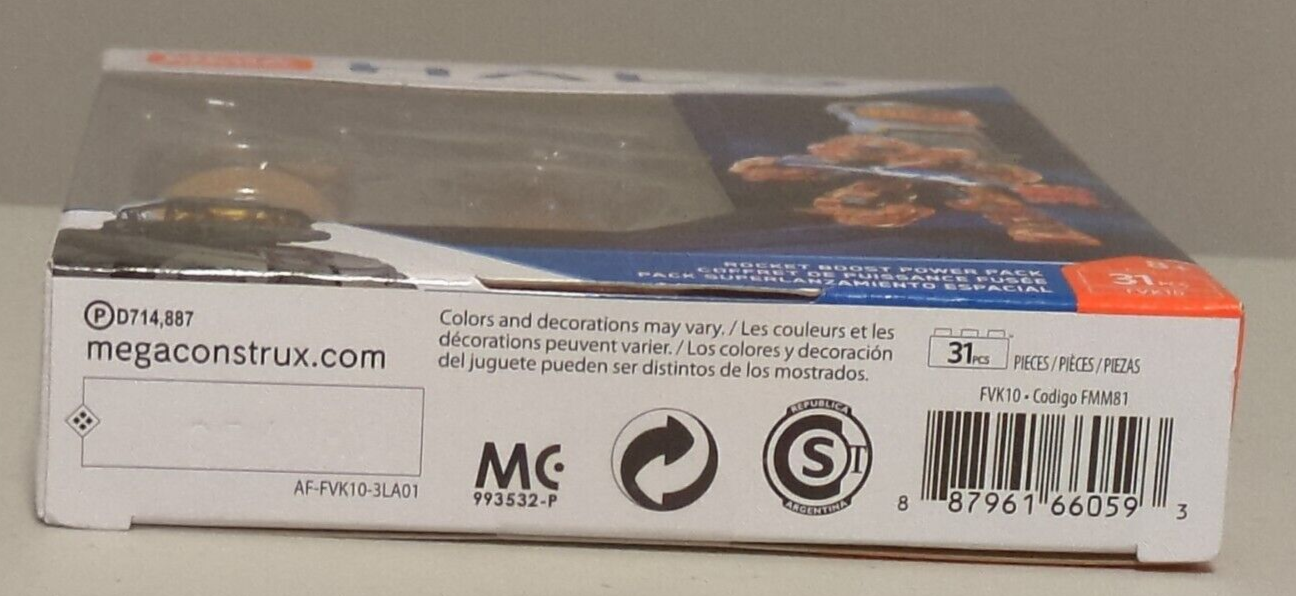 HALO
ROCKET BOOST POWER PACK
COFFRET DE PUISSANCE FUSÉE
PACK SUPERLANZAMIENTO ESPACIAL
8+
31 PCS
FVK10
Ⓟ D714,887
megaconstrux.com
AF-FVK10-3LA01
Colors and decorations may vary. / Les couleurs et les
décorations peuvent varier. / Los colores y decoración
del juguete pueden ser distintos de los mostrados.
MC
993532-P
REPUBLICA
S
T
ARGENTINA
31PCS PIECES / PIÈCES / PIEZAS
FVK10 • Codigo FMM81
8 87961 66059 3